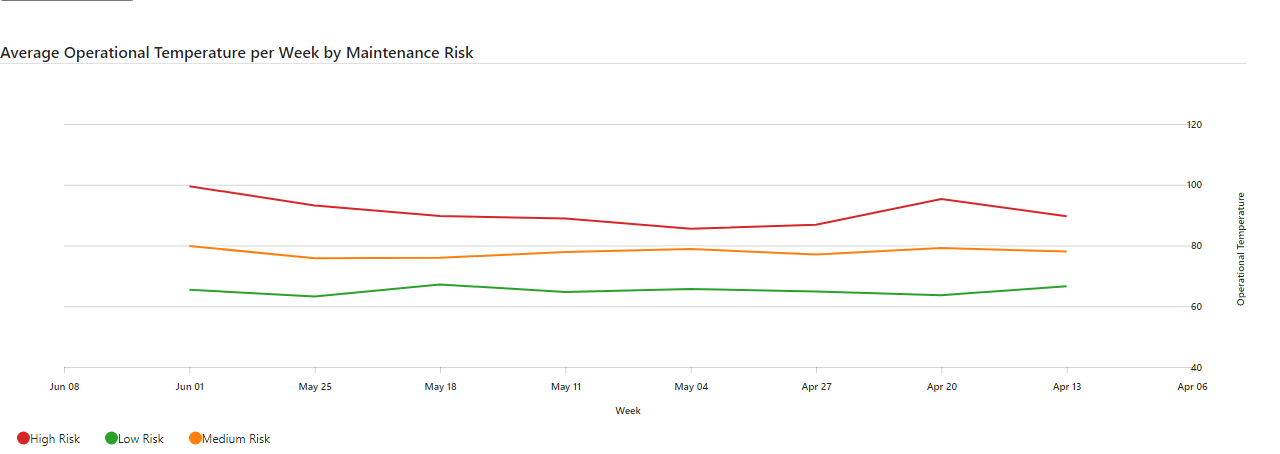 Average Operational Temperature per Week by Maintenance Risk
120
100
80
60
40
Operational Temperature
Jun 08 Jun 01 May 25 May 18 May 11 May 04 Apr 27 Apr 20 Apr 13 Apr 06
Week
High Risk Low Risk Medium Risk